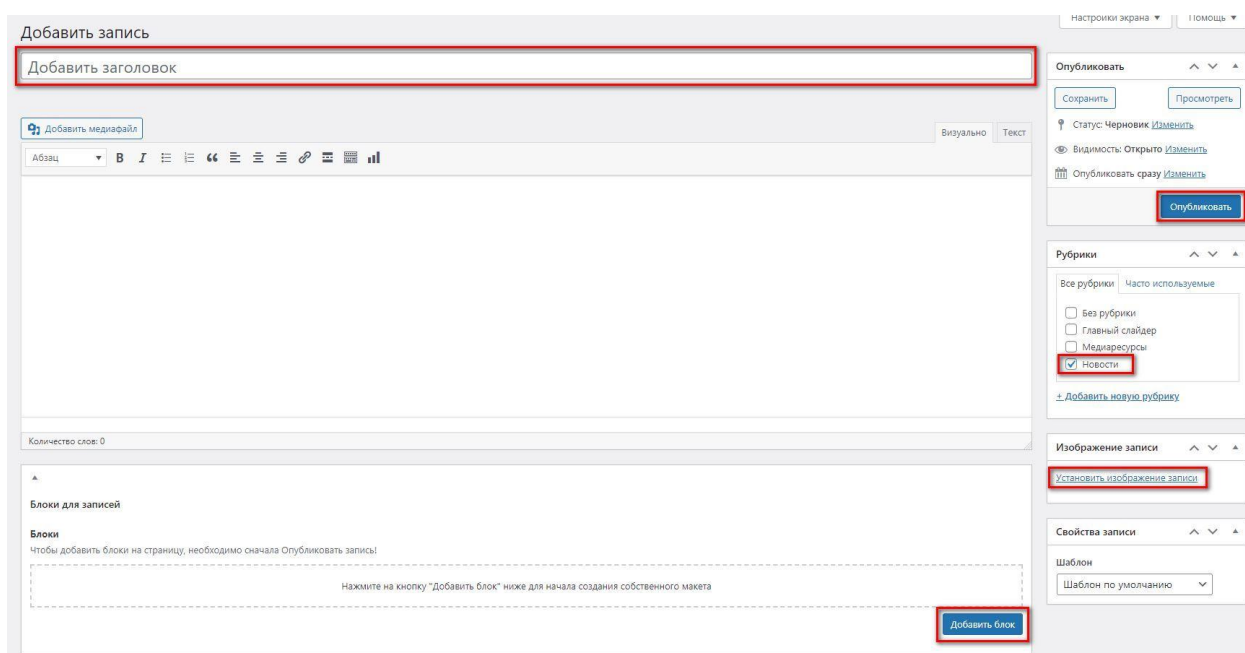 Настройки экрана ▼ Помощь ▼
Добавить запись
Добавить заголовок
Добавить медиафайл
Визуально Текст
Абзац
Количество слов: 0
Блоки для записей
Блоки
Чтобы добавить блоки на страницу, необходимо сначала Опубликовать запись!
Нажмите на кнопку "Добавить блок" ниже для начала создания собственного макета
Добавить блок
Опубликовать
Сохранить Просмотреть
Статус: Черновик Изменить
Видимость: Открыто Изменить
Опубликовать сразу Изменить
Опубликовать
Рубрики
Все рубрики Часто используемые
Без рубрики
Главный слайдер
Медиаресурсы
Новости
+ Добавить новую рубрику
Изображение записи
Установить изображение записи
Свойства записи
Шаблон
Шаблон по умолчанию